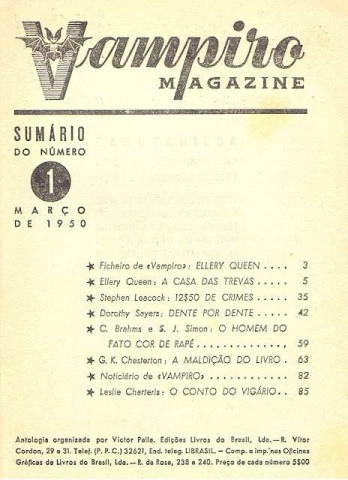 Vampiro
MAGAZINE
SUMÁRIO
DO NÚMERO
1
MARÇO
DE 1950
★ Ficheiro de «Vampiro»: ELLERY QUEEN . . . . 3
★ Ellery Queen: A CASA DAS TREVAS . . . . 5
★ Stephen Leacock: 12$50 DE CRIMES . . . . 35
★ Dorothy Sayers: DENTE POR DENTE . . . . 42
★ C. Brahms e S. J. Simon: O HOMEM DO
FATO COR DE RAPÉ . . . . . . . . . . . . . 59
★ G. K. Chesterton: A MALDIÇÃO DO LIVRO . 63
★ Noticiário de «VAMPIRO» . . . . . . . . . . 82
★ Leslie Charteris: O CONTO DO VIGÁRIO . . . 85
Antologia organizada por Victor Palla. Edições Livros do Brasil, Lda.—R. Vítor
Cordon, 29 e 31. Telef. (P. P. C.) 32621, End. teleg. LIBRASIL. — Comp. e imp. nas Oficinas
Gráficas de Livros do Brasil, Lda. — R. da Rosa, 238 e 240. Preço de cada número 5$00